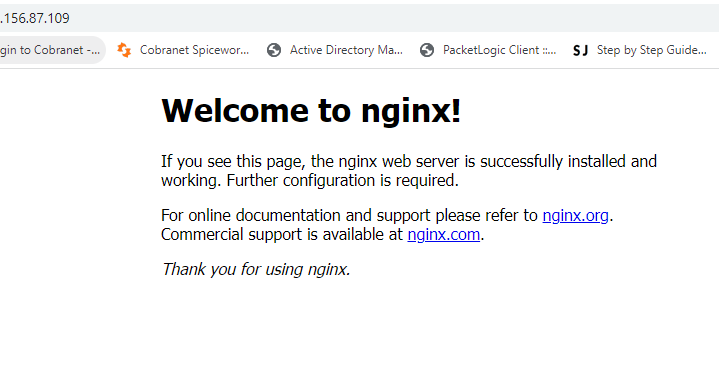 .156.87.109
gin to Cobranet -...
Cobranet Spicewor...
Active Directory Ma...
PacketLogic Client ::...
SJ
Step by Step Guide...
Welcome to nginx!
If you see this page, the nginx web server is successfully installed and
working. Further configuration is required.
For online documentation and support please refer to nginx.org.
Commercial support is available at nginx.com.
Thank you for using nginx.